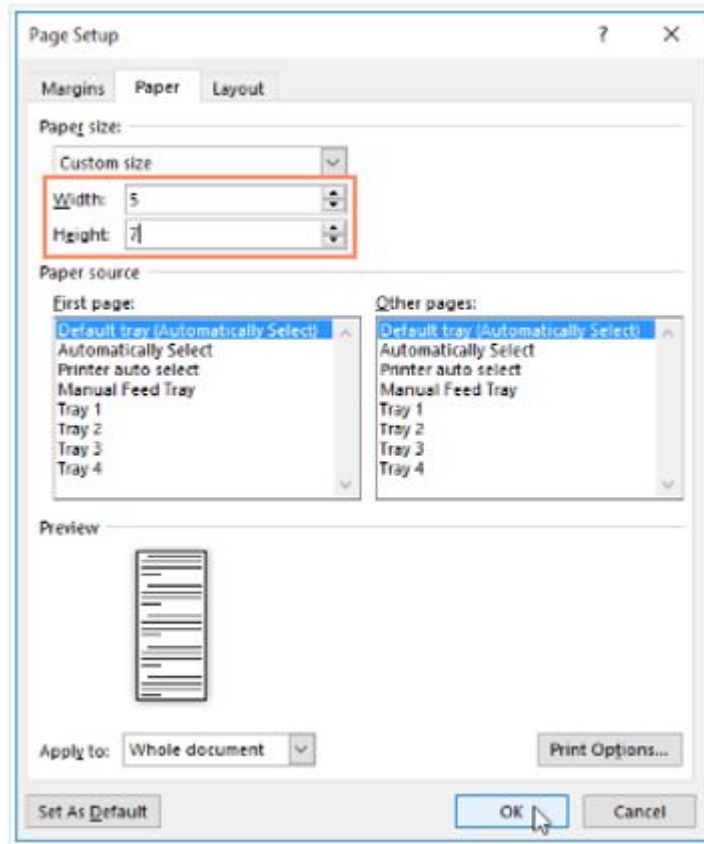 Page Setup ? ×
Margins Paper Layout
Paper size:
Custom size
Width: 5
Height: 7
Paper source
First page: Other pages:
Default tray (Automatically Select) Default tray (Automatically Select)
Automatically Select Automatically Select
Printer auto select Printer auto select
Manual Feed Tray Manual Feed Tray
Tray 1 Tray 1
Tray 2 Tray 2
Tray 3 Tray 3
Tray 4 Tray 4
Preview
Apply to: Whole document Print Options...
Set As Default OK Cancel